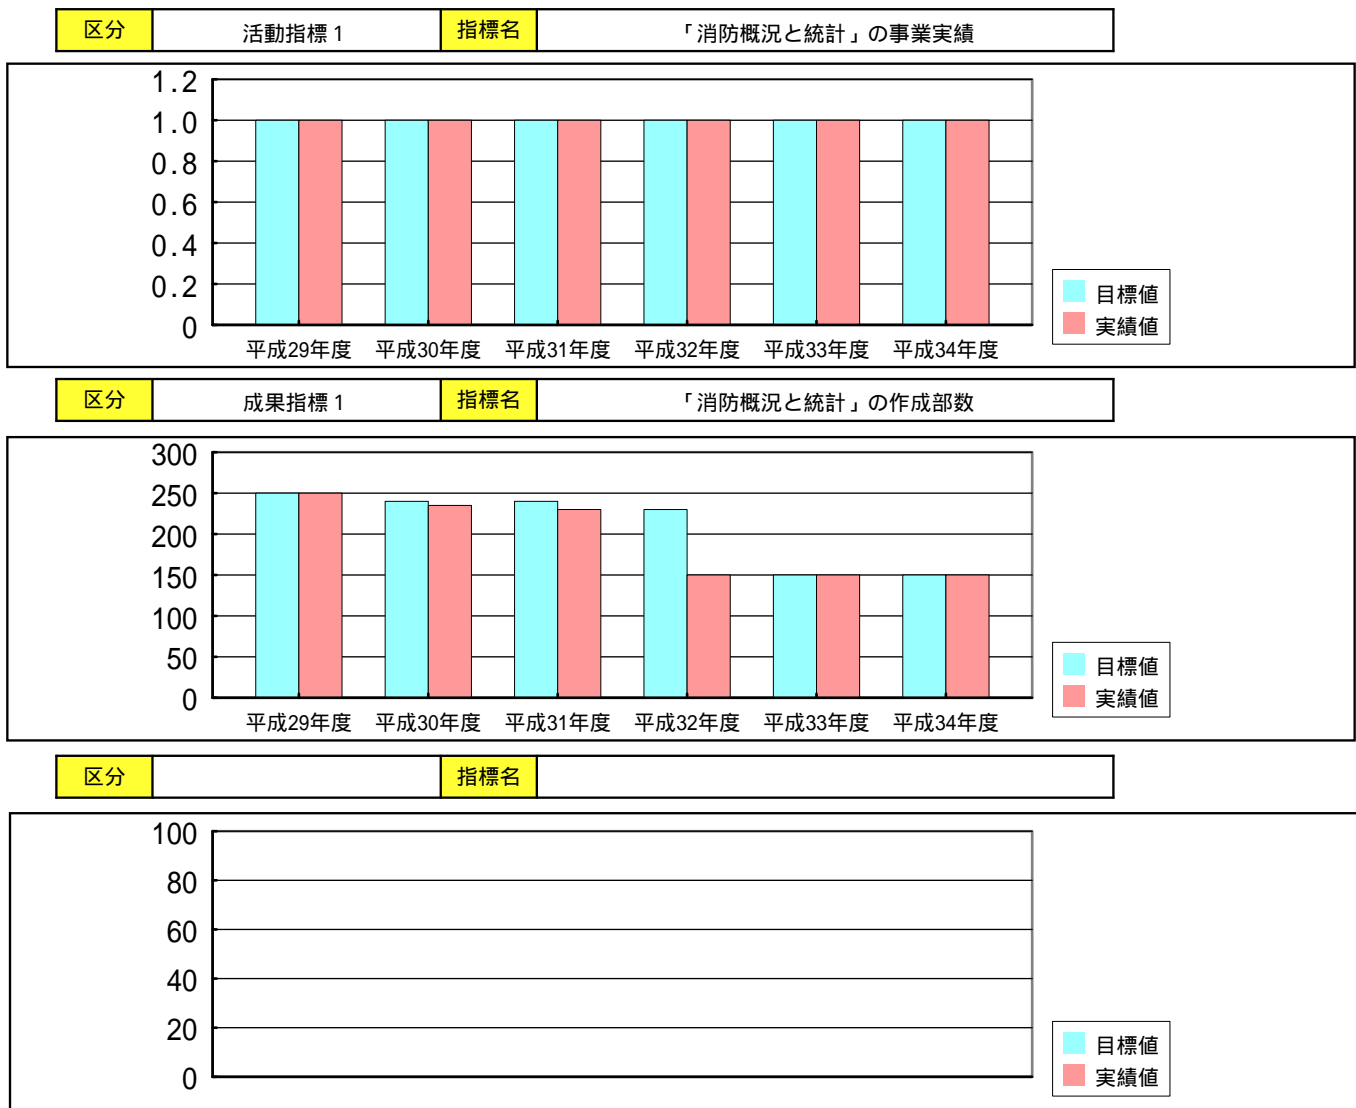 区分 活動指標１ 指標名 「消防概況と統計」の事業実績
1.2
1.0
0.8
0.6
0.4
0.2
0
平成29年度 平成30年度 平成31年度 平成32年度 平成33年度 平成34年度
目標値
実績値
区分 成果指標１ 指標名 「消防概況と統計」の作成部数
300
250
200
150
100
50
0
平成29年度 平成30年度 平成31年度 平成32年度 平成33年度 平成34年度
目標値
実績値
区分 指標名
100
80
60
40
20
0
目標値
実績値